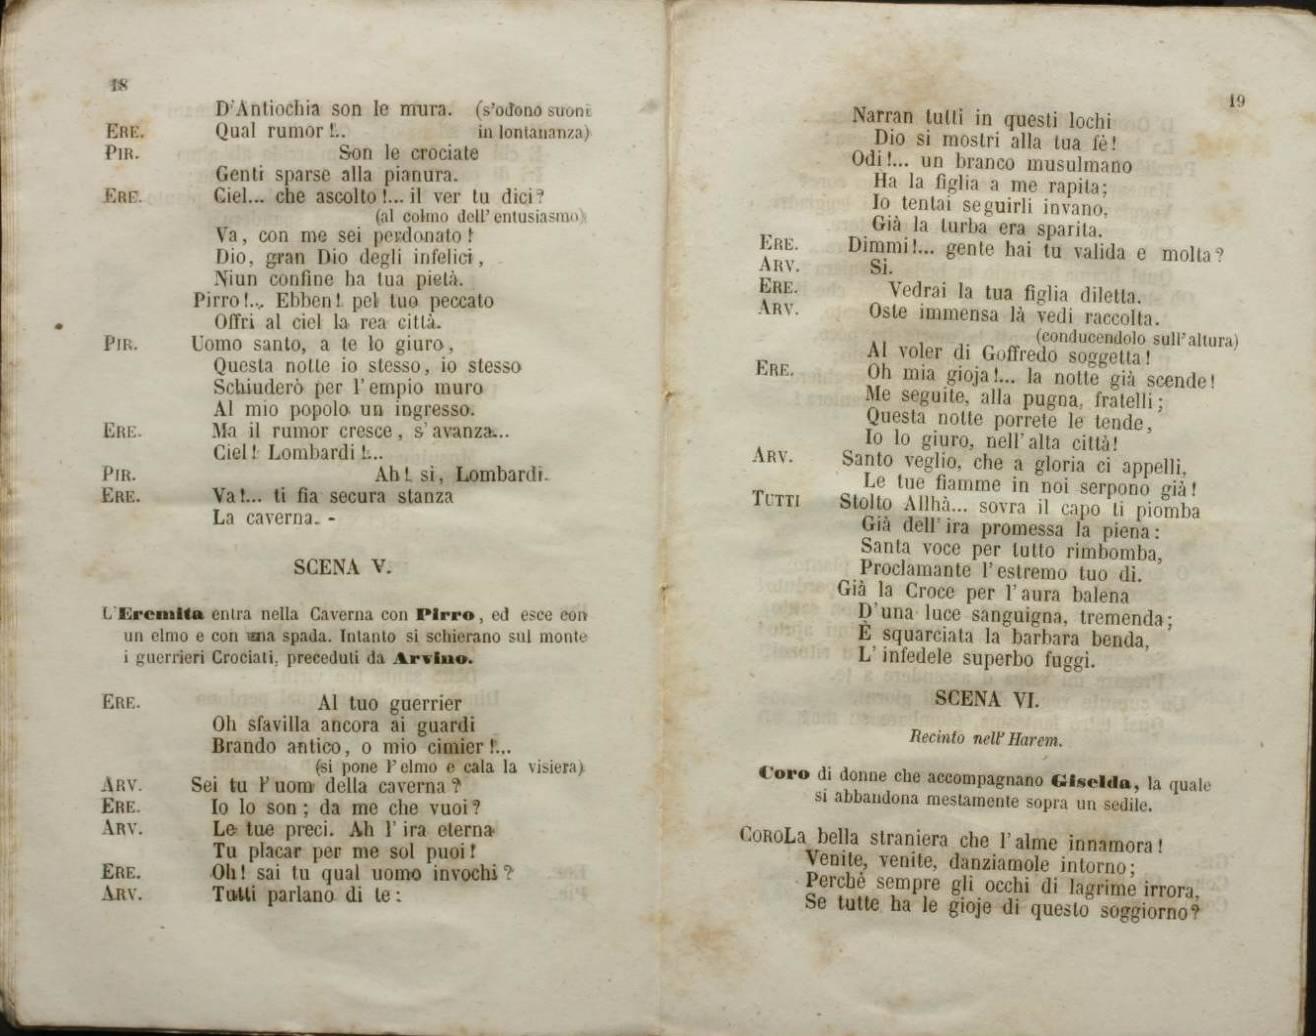 18
D'Antiochia son le mura. (s'odono suoni
ERE. Qual rumor!.. in lontananza)
PIR. Son le crociate
Genti sparse alla pianura.
ERE. Ciel... che ascolto!... il ver tu dici?
(al colmo dell'entusiasmo)
Va, con me sei perdonato!
Dio, gran Dio degli infelici,
Niun confine ha tua pietà.
Pirro!... Ebben! pel tuo peccato
Offri al ciel la rea città.
PIR. Uomo santo, a te lo giuro,
Questa notte io stesso, io stesso
Schiuderò per l'empio muro
Al mio popolo un ingresso.
ERE. Ma il rumor cresce, s'avanza...
Ciel! Lombardi!...
PIR. Ah! si, Lombardi.
ERE. Va!... ti fia secura stanza
La caverna. -
SCENA V.
L'Eremita entra nella Caverna con Pirro, ed esce con
un elmo e con una spada. Intanto si schierano sul monte
i guerrieri Crociati, preceduti da Arvino.
ERE. Al tuo guerrier
Oh sfavilla ancora ai guardi
Brando antico, o mio cimier!...
(si pone l'elmo e cala la visiera)
ARV. Sei tu l'uom della caverna?
ERE. Io lo son; da me che vuoi?
ARV. Le tue preci. Ah l'ira eterna
Tu placar per me sol puoi!
ERE. Oh! sai tu qual uomo invochi?
ARV. Tutti parlano di te:
19
Narran tutti in questi lochi
Dio si mostri alla tua fè!
Odi!... un branco musulmano
Ha la figlia a me rapita;
Io tentai seguirli invano,
Già la turba era sparita.
ERE. Dimmi!... gente hai tu valida e molta?
ARV. Si.
ERE. Vedrai la tua figlia diletta.
ARV. Oste immensa là vedi raccolta.
(conducendolo sull'altura)
Al voler di Goffredo soggetta!
ERE. Oh mia gioja!... la notte già scende!
Me seguite, alla pugna, fratelli;
Questa notte porrete le tende,
Io lo giuro, nell'alta città!
ARV. Santo veglio, che a gloria ci appelli,
Le tue fiamme in noi serpono già!
TUTTI Stolto Allhà... sovra il capo ti piomba
Già dell'ira promessa la piena:
Santa voce per tutto rimbomba,
Proclamante l'estremo tuo di.
Già la Croce per l'aura balena
D'una luce sanguigna, tremenda;
È squarciata la barbara benda,
L'infedele superbo fuggi.
SCENA VI.
Recinto nell'Harem.
Coro di donne che accompagnano Giselda, la quale
si abbandona mestamente sopra un sedile.
CORO La bella straniera che l'alme innamora!
Venite, venite, danziamole intorno;
Perchè sempre gli occhi di lagrime irrora,
Se tutte ha le gioje di questo soggiorno?